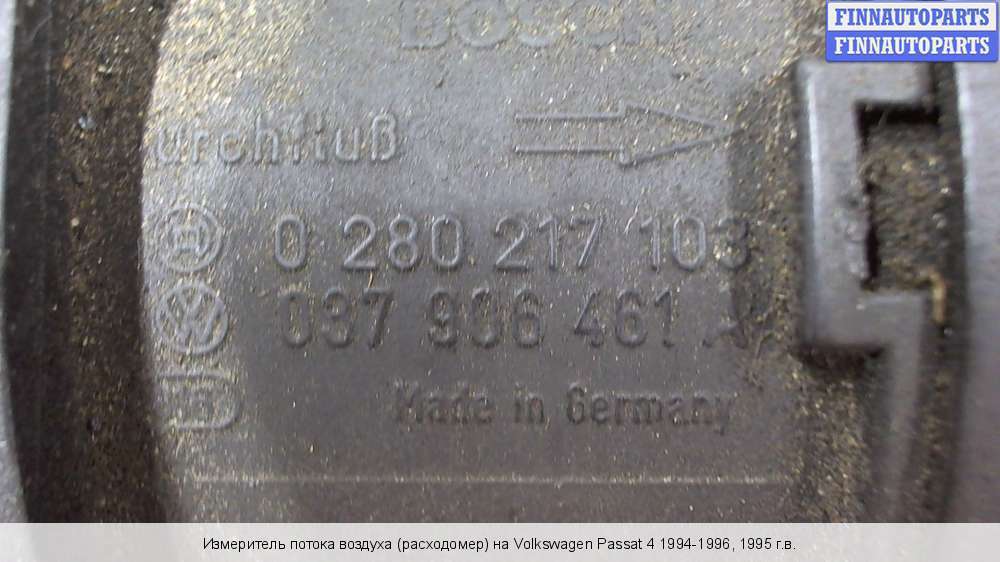 FINNAUTOPARTS
FINNAUTOPARTS
BOSCH
urchfluß
0 280 217 103
037 906 461 A
Made in Germany
Измеритель потока воздуха (расходомер) на Volkswagen Passat 4 1994-1996, 1995 г.в.